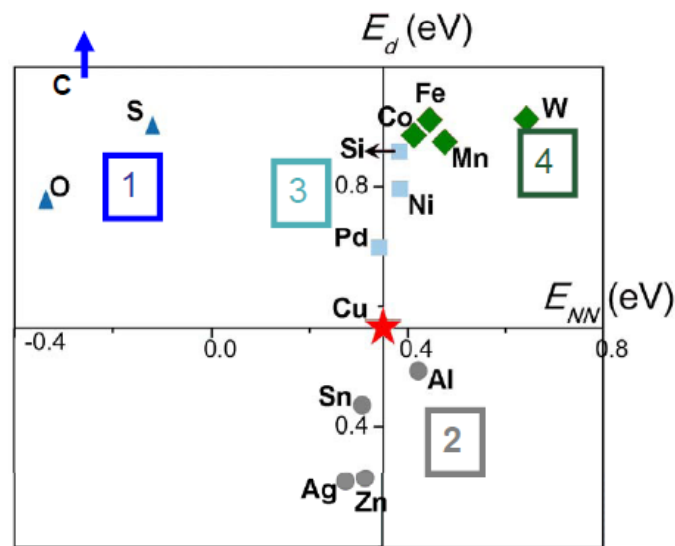 E_d (eV)
C
S
Fe
Co
W
Si
Mn
1
3
4
O
0.8
Ni
Pd
Cu
E_NN (eV)
-0.4
0.0
0.4
0.8
Al
Sn
0.4
2
Ag
Zn